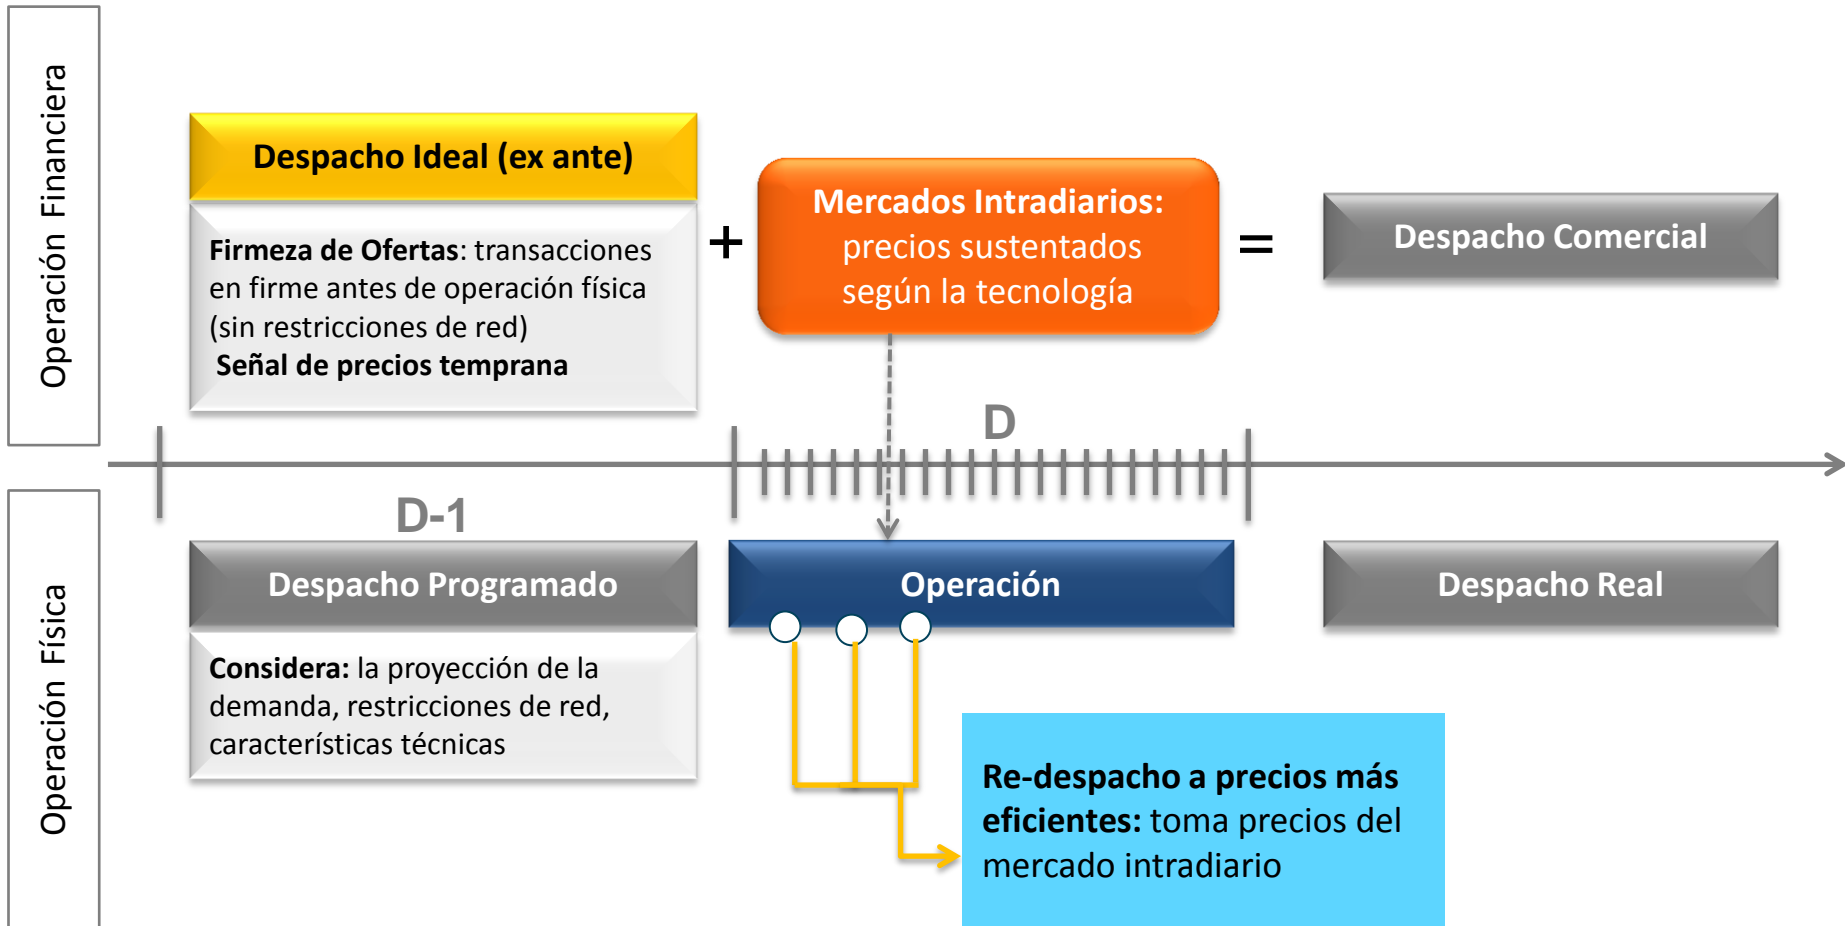 Operación Financiera
Despacho Ideal (ex ante)
Firmeza de Ofertas: transacciones
en firme antes de operación física
(sin restricciones de red)
Señal de precios temprana
+
Mercados Intradiarios:
precios sustentados
según la tecnología
=
Despacho Comercial
D
D-1
Operación Física
Despacho Programado
Considera: la proyección de la
demanda, restricciones de red,
características técnicas
Operación
Despacho Real
Re-despacho a precios más
eficientes: toma precios del
mercado intradiario